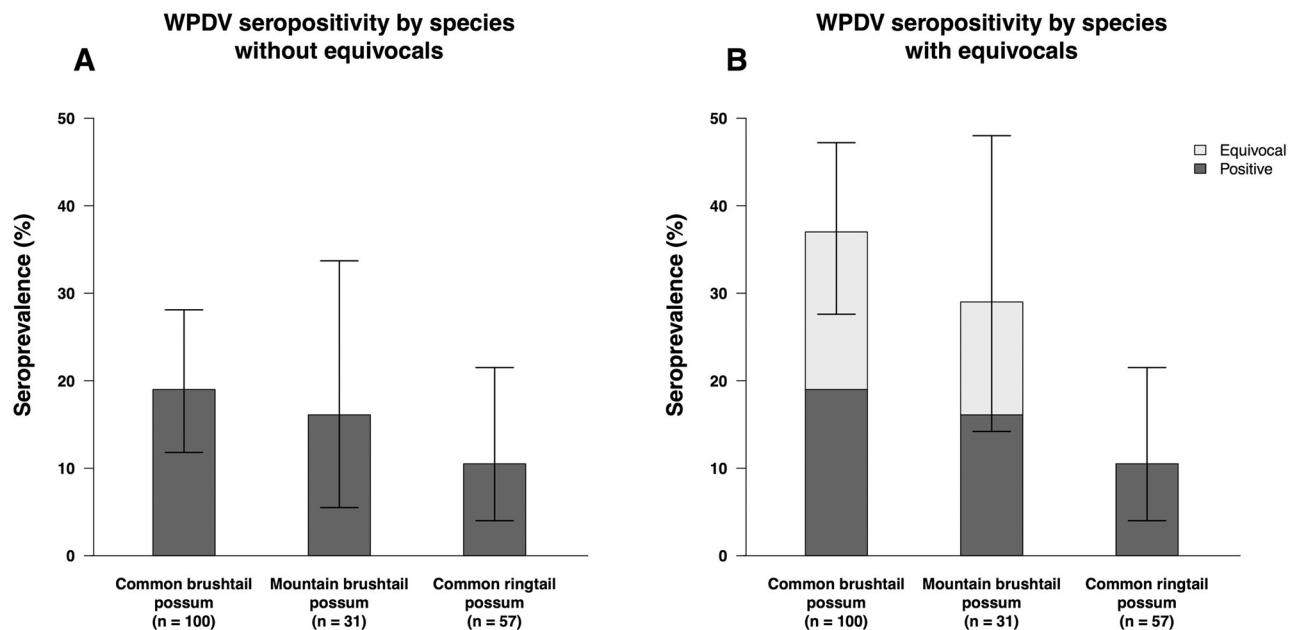 WPDV seropositivity by species
without equivocals
A
Seroprevalence (%)
50
40
30
20
10
0
Common brushtail
possum
(n = 100)
Mountain brushtail
possum
(n = 31)
Common ringtail
possum
(n = 57)
WPDV seropositivity by species
with equivocals
B
Seroprevalence (%)
50
40
30
20
10
0
Equivocal
Positive
Common brushtail
possum
(n = 100)
Mountain brushtail
possum
(n = 31)
Common ringtail
possum
(n = 57)